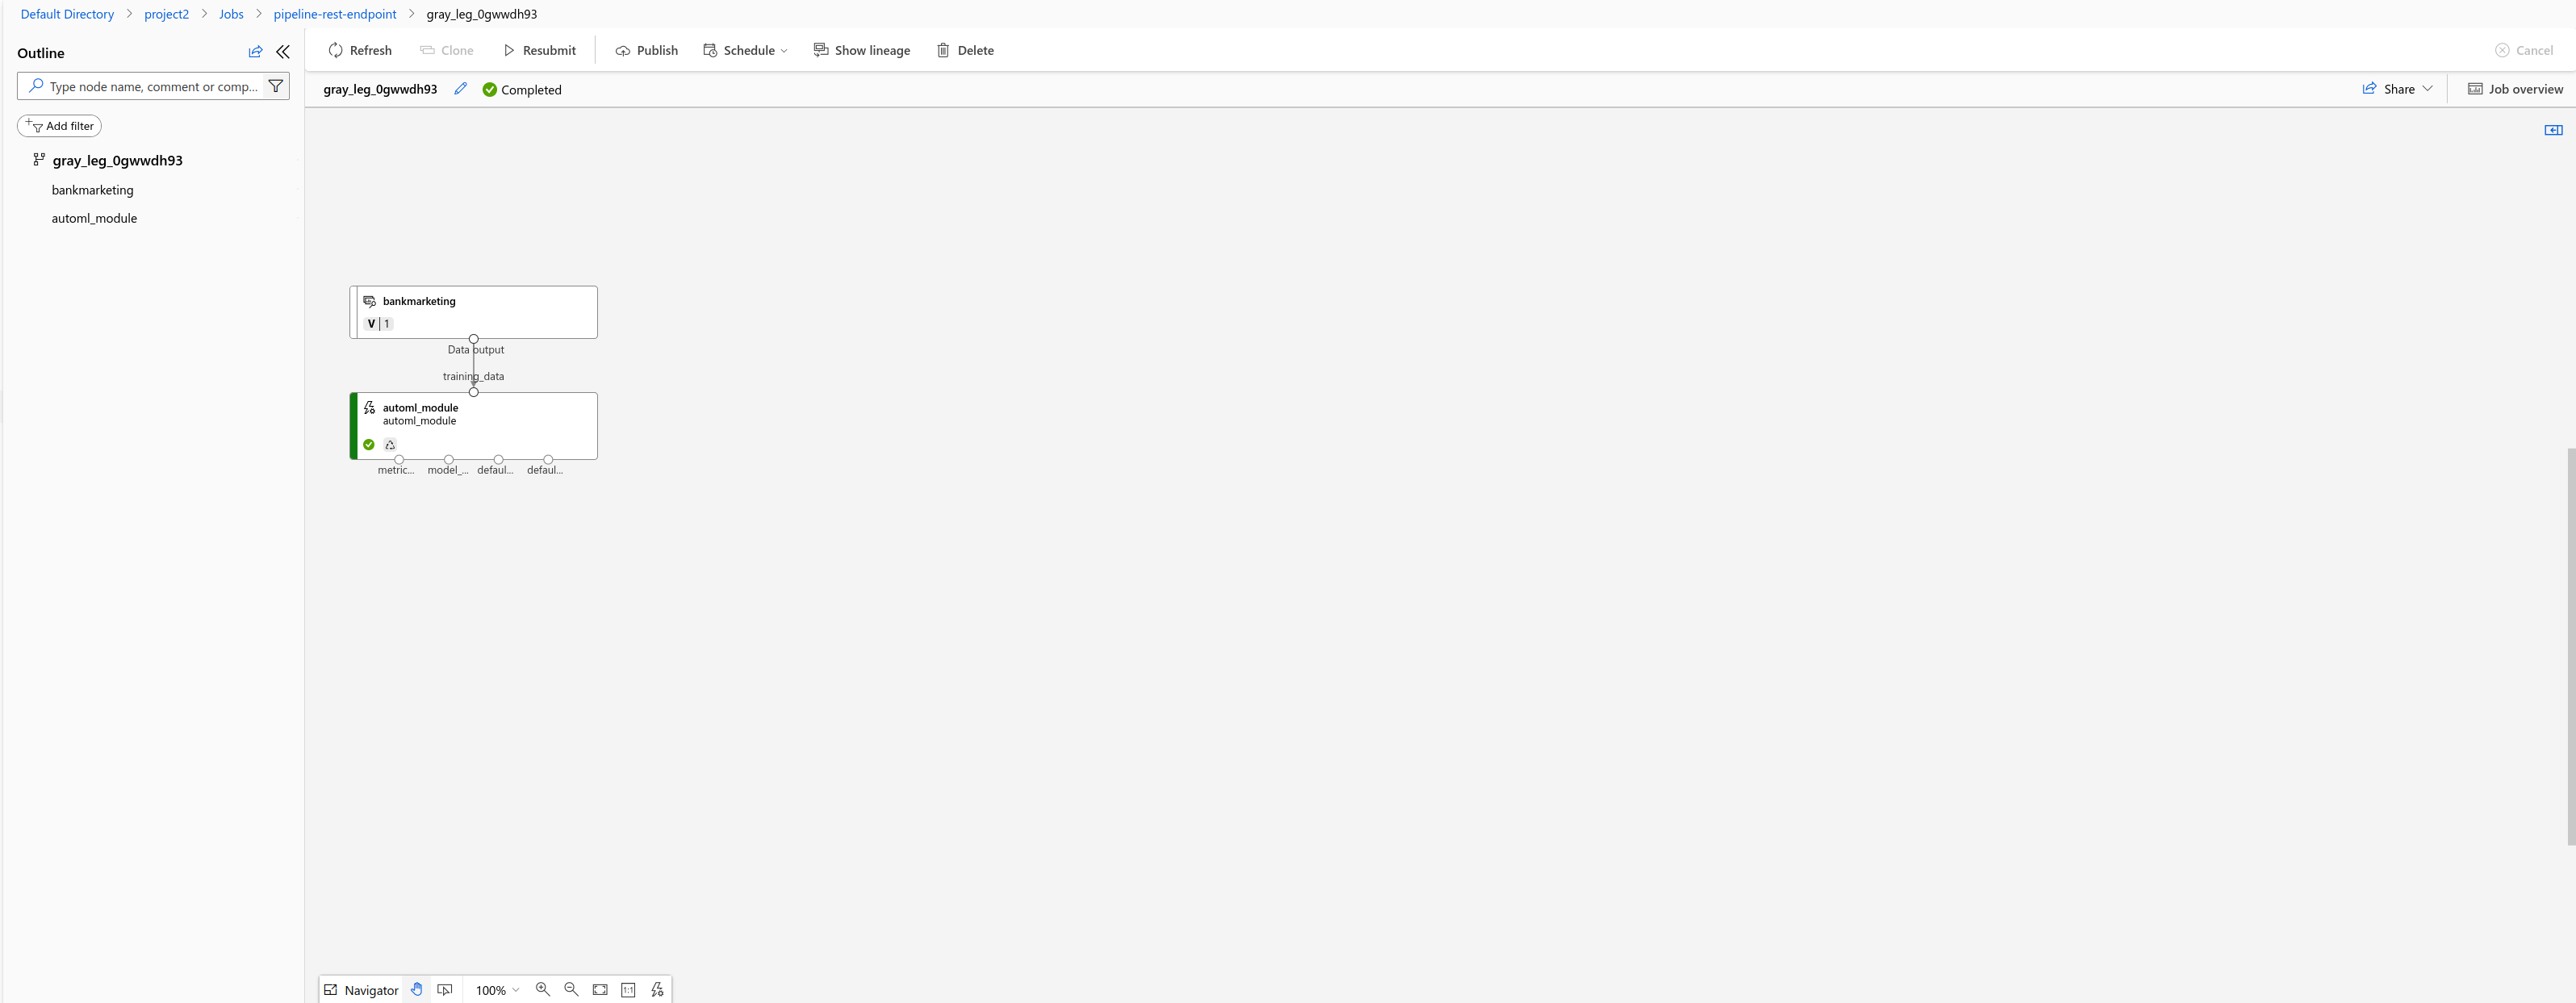 Default Directory > project2 > Jobs > pipeline-rest-endpoint > gray_leg_0gwwdh93
Outline
Type node name, comment or comp...
Add filter
gray_leg_0gwwdh93
bankmarketing
automl_module
Refresh Clone Resubmit Publish Schedule Show lineage Delete Cancel
gray_leg_0gwwdh93 Completed Share Job overview
bankmarketing
V | 1
Data output
training_data
automl_module
automl_module
metric... model_... defaul... defaul...
Navigator 100% 1:1